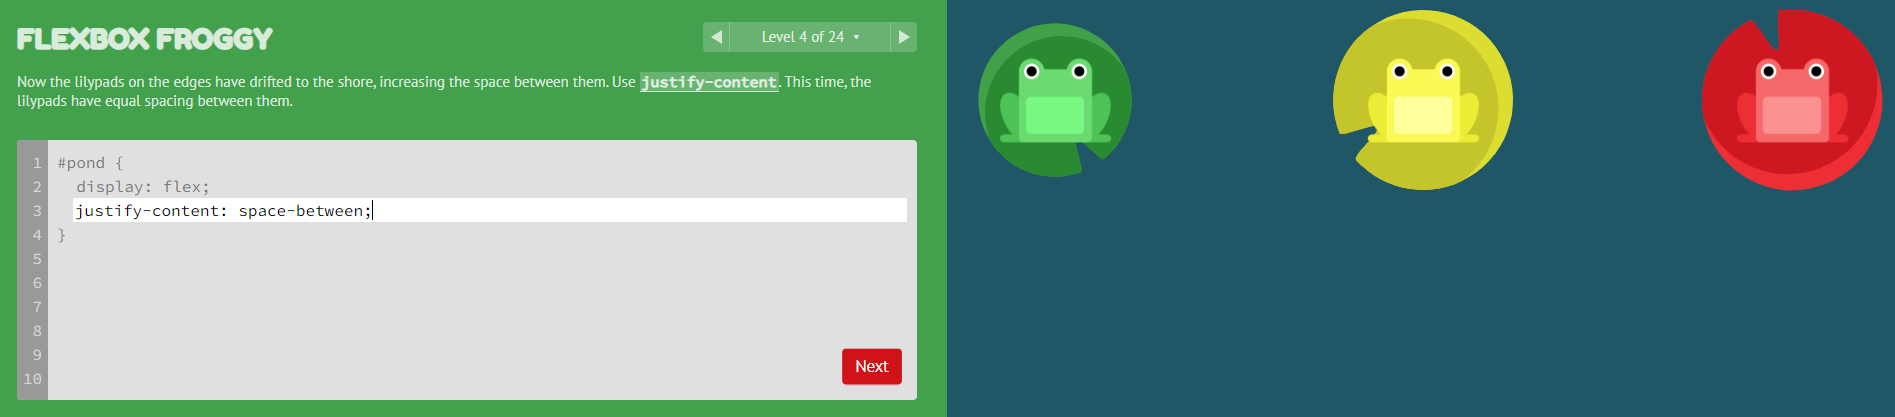 FLEXBOX FROGGY
Level 4 of 24
Now the lilypads on the edges have drifted to the shore, increasing the space between them. Use justify-content. This time, the
lilypads have equal spacing between them.
1 #pond {
2 display: flex;
3 justify-content: space-between;
4 }
5
6
7
8
9
10
Next